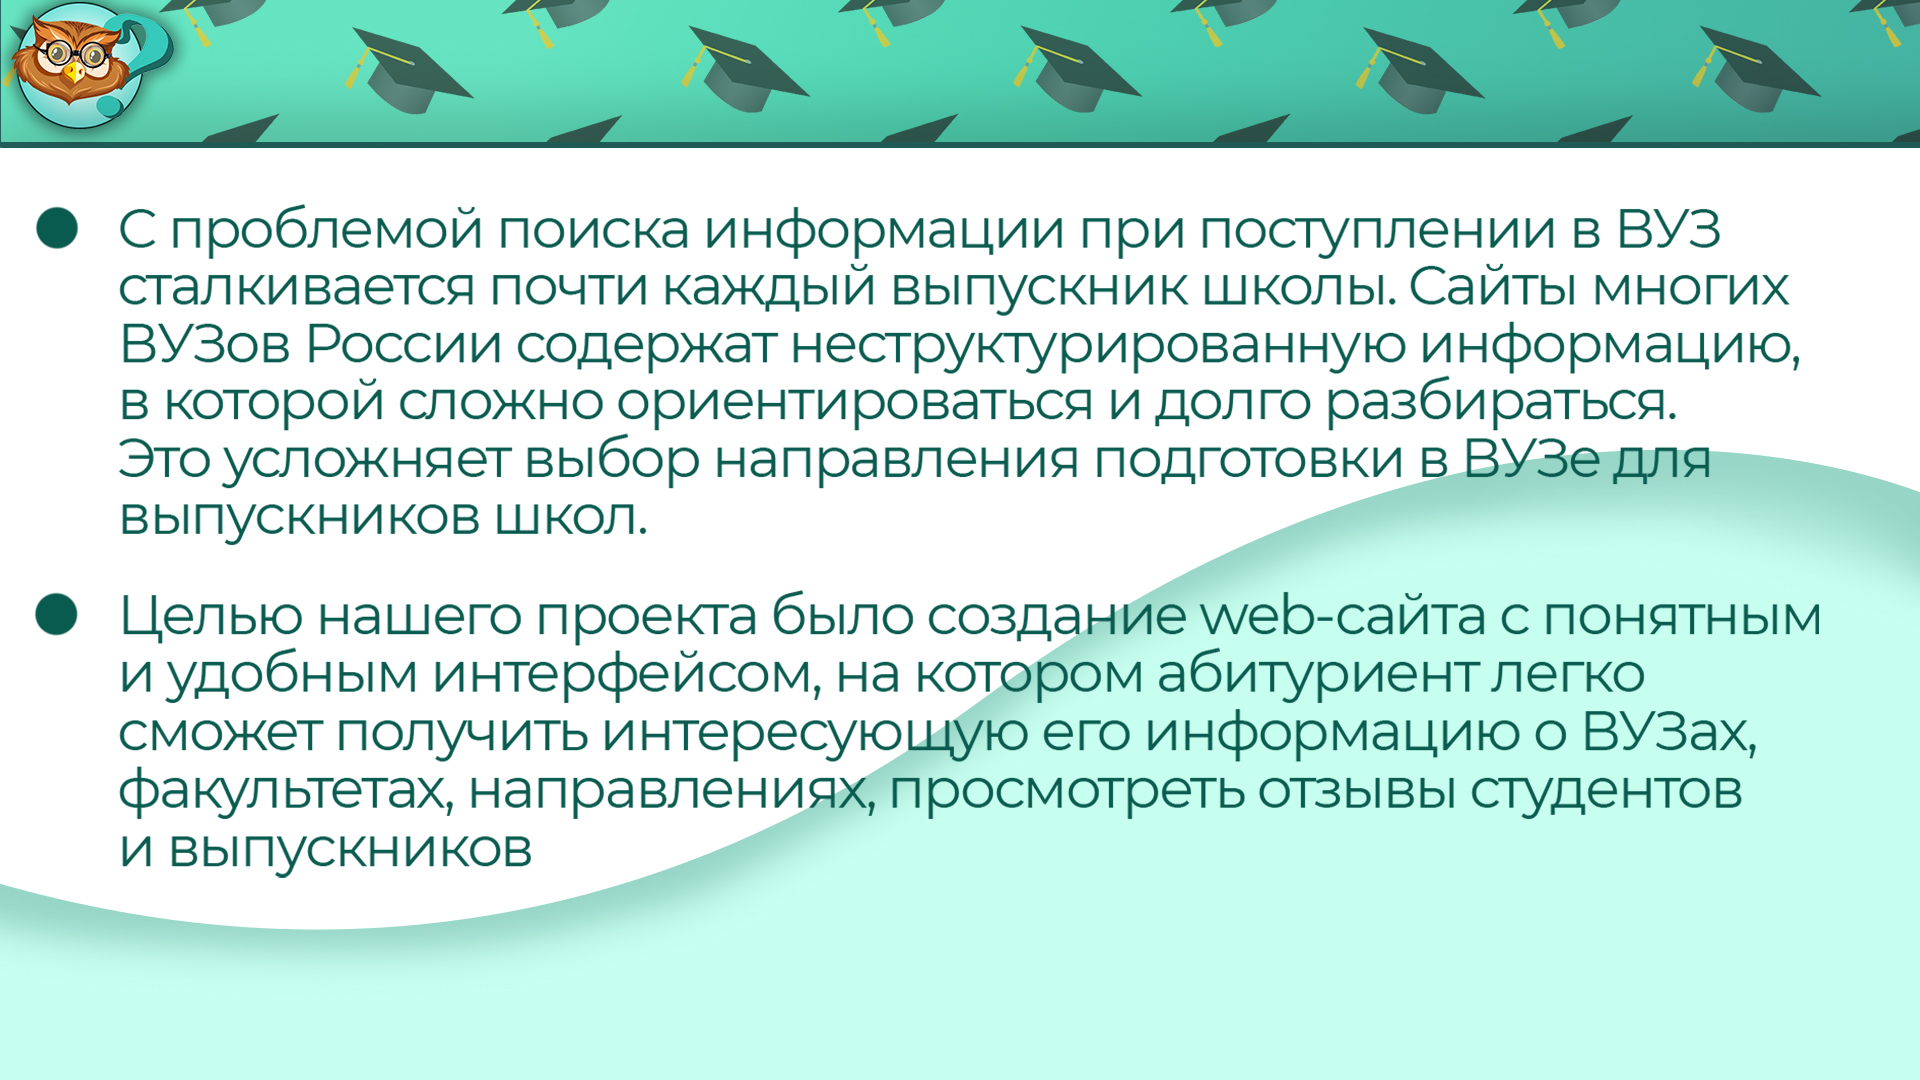 С проблемой поиска информации при поступлении в ВУЗ
сталкивается почти каждый выпускник школы. Сайты многих
ВУЗов России содержат неструктурированную информацию,
в которой сложно ориентироваться и долго разбираться.
Это усложняет выбор направления подготовки в ВУЗе для
выпускников школ.
Целью нашего проекта было создание web-сайта с понятным
и удобным интерфейсом, на котором абитуриент легко
сможет получить интересующую его информацию о ВУЗах,
факультетах, направлениях, просмотреть отзывы студентов
и выпускников